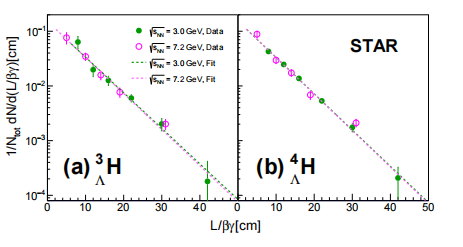 1/N_tot dN/d(L/βγ)[cm]
10⁻¹
10⁻²
10⁻³
10⁻⁴
√s_NN = 3.0 GeV, Data
√s_NN = 7.2 GeV, Data
√s_NN = 3.0 GeV, Fit
√s_NN = 7.2 GeV, Fit
(a) ³_ΛH
STAR
(b) ⁴_ΛH
0 10 20 30 40 0 10 20 30 40 50
L/βγ[cm]